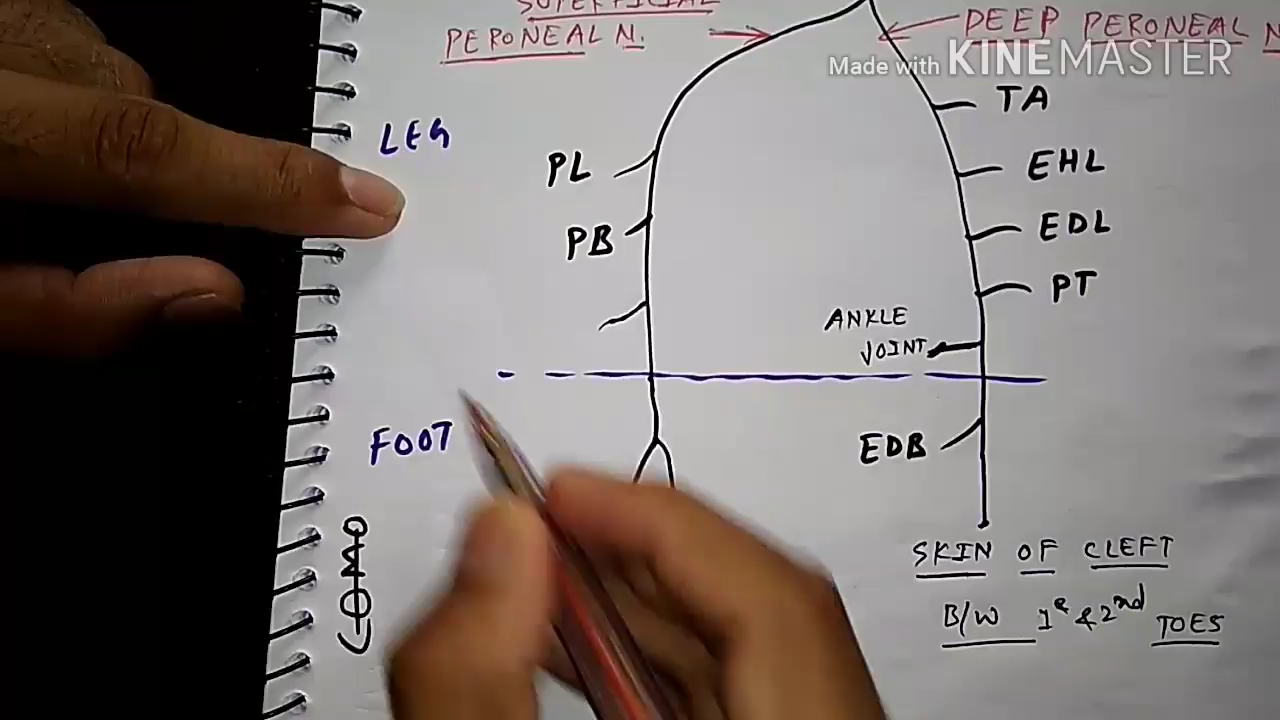 SUPERFICIAL
PERONEAL N.
DEEP PERONEAL N
Made with KINEMASTER
LEG
PL
PB
TA
EHL
EDL
PT
ANKLE
JOINT
FOOT
EDB
SKIN OF CLEFT
B/W 1st & 2nd TOES